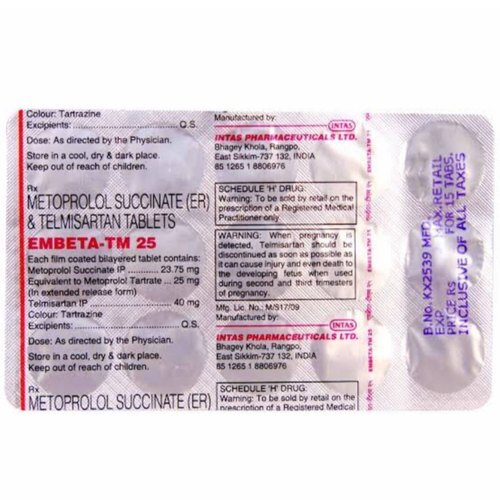 Colour: Tartrazine
Excipients: Q.S.
Dose: As directed by the Physician.
Store in a cool, dry & dark place.
Keep out of reach of children.
Rx
METOPROLOL SUCCINATE (ER)
& TELMISARTAN TABLETS
EMBETA-TM 25
Each film coated bilayered tablet contains:
Metoprolol Succinate IP ............ 23.75 mg
Equivalent to Metoprolol Tartrate .... 25 mg
(In extended release form)
Telmisartan IP .............................. 40 mg
Colour: Tartrazine
Excipients: Q.S.
Dose: As directed by the Physician.
Store in a cool, dry & dark place.
Keep out of reach of children.
Rx
METOPROLOL SUCCINATE (ER)
Manufactured by:
INTAS
INTAS PHARMACEUTICALS LTD.
Bhagey Khola, Rangpo,
East Sikkim-737 132, INDIA
85 1265 1 8806976
SCHEDULE 'H' DRUG:
Warning: To be sold by retail on the
prescription of a Registered Medical
Practitioner only.
WARNING: When pregnancy is
detected, Telmisartan should be
discontinued as soon as possible as
it can cause injury and even death to
the developing fetus when used
during second and third trimesters
of pregnancy.
Mfg. Lic. No.: M/S17/09
Manufactured by:
INTAS
INTAS PHARMACEUTICALS LTD.
Bhagey Khola, Rangpo,
East Sikkim-737 132, INDIA
85 1265 1 8806976
SCHEDULE 'H' DRUG:
Warning: To be sold by retail on the
prescription of a Registered Medical
EMBETA-TM 25
EMBETA-TM 25
B.No. KX2539
MAX. RETAIL
FOR 15 TABS.
INCLUSIVE OF ALL TAXES